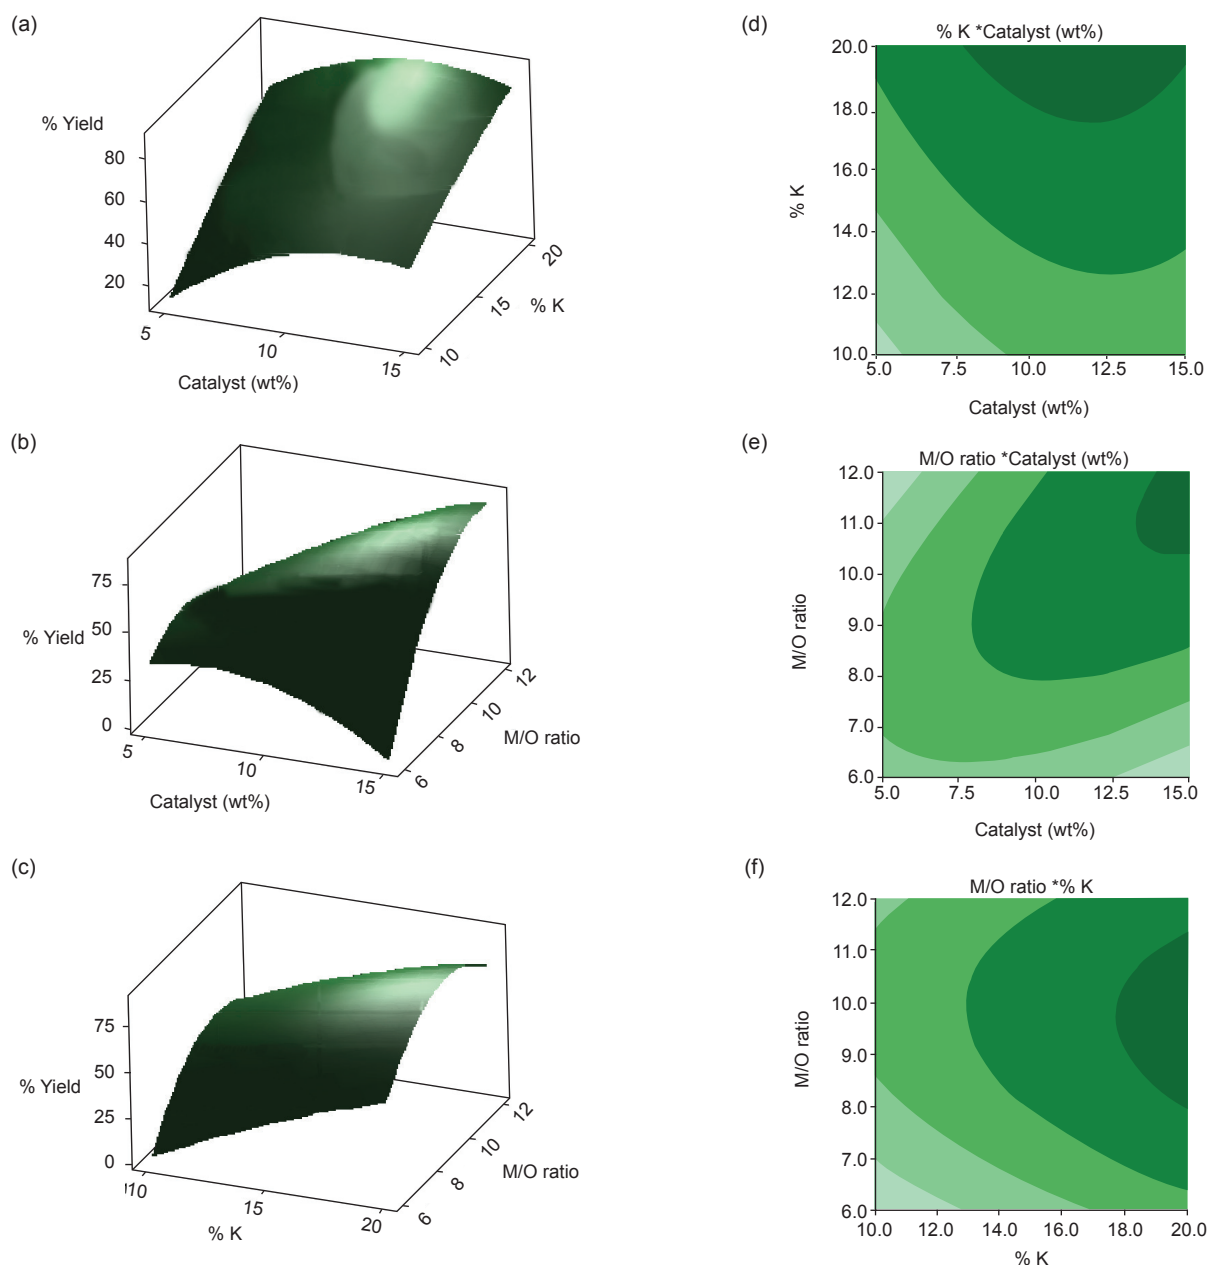 (a)
% Yield
80
60
40
20
5
10
15
Catalyst (wt%)
10
15
20
% K
(d)
% K *Catalyst (wt%)
20.0
18.0
16.0
14.0
12.0
10.0
% K
5.0
7.5
10.0
12.5
15.0
Catalyst (wt%)
(b)
% Yield
75
50
25
0
5
10
15
Catalyst (wt%)
6
8
10
12
M/O ratio
(e)
M/O ratio *Catalyst (wt%)
12.0
11.0
10.0
9.0
8.0
7.0
6.0
M/O ratio
5.0
7.5
10.0
12.5
15.0
Catalyst (wt%)
(c)
% Yield
75
50
25
0
10
15
20
% K
6
8
10
12
M/O ratio
(f)
M/O ratio *% K
12.0
11.0
10.0
9.0
8.0
7.0
6.0
M/O ratio
10.0
12.0
14.0
16.0
18.0
20.0
% K